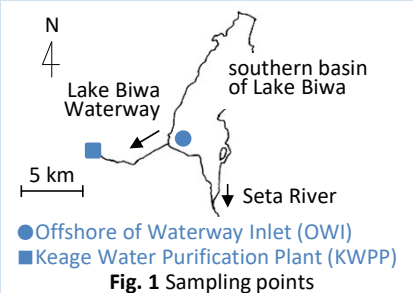 N
southern basin
of Lake Biwa
Lake Biwa
Waterway
5 km
Seta River
Offshore of Waterway Inlet (OWI)
Keage Water Purification Plant (KWPP)
Fig. 1 Sampling points